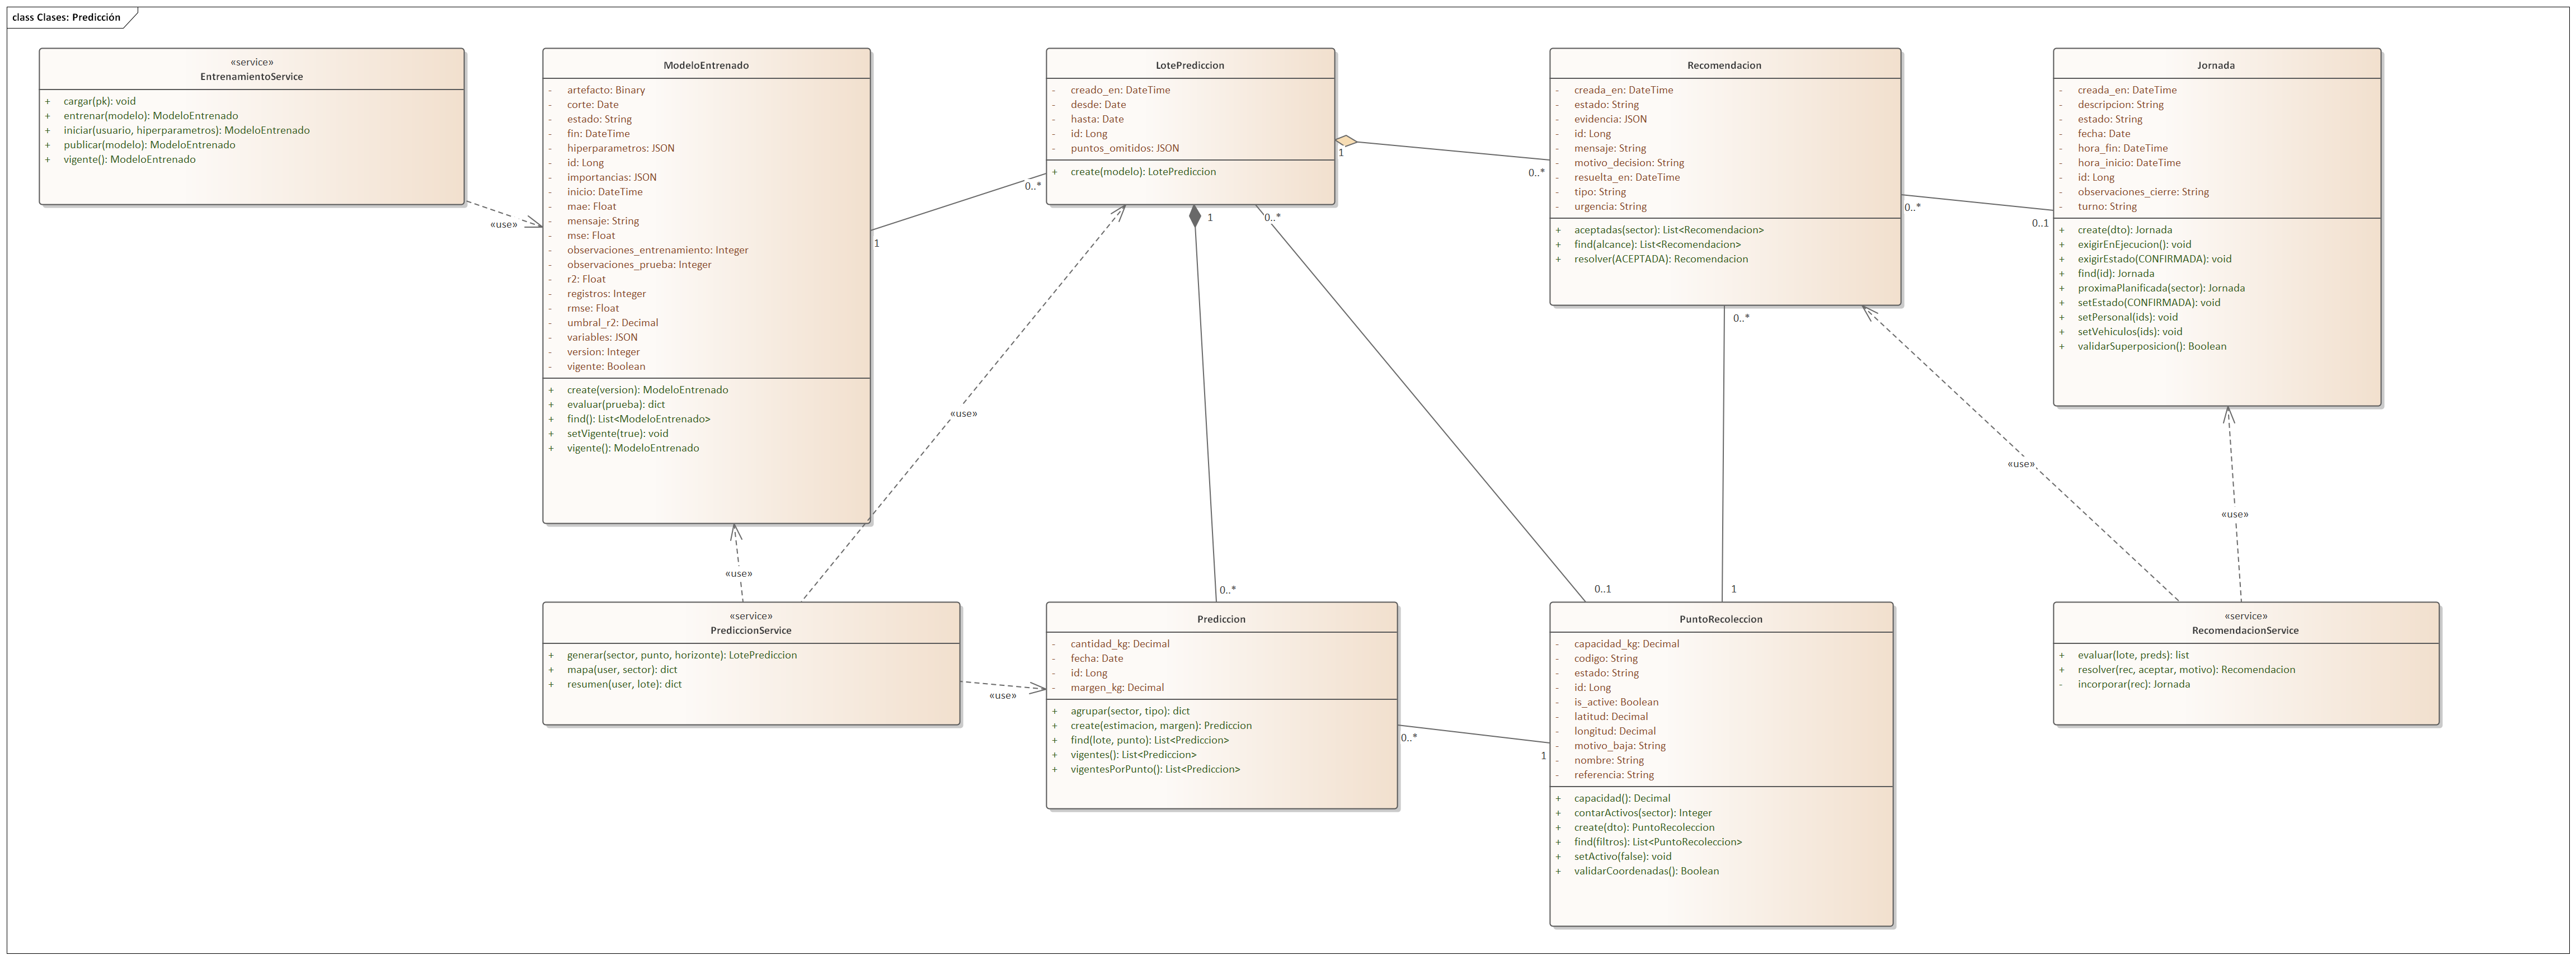 class Clases: Predicción
«service»
EntrenamientoService
+ cargar(pk): void
+ entrenar(modelo): ModeloEntrenado
+ iniciar(usuario, hiperparametros): ModeloEntrenado
+ publicar(modelo): ModeloEntrenado
+ vigente(): ModeloEntrenado
«use»
ModeloEntrenado
- artefacto: Binary
- corte: Date
- estado: String
- fin: DateTime
- hiperparametros: JSON
- id: Long
- importancias: JSON
- inicio: DateTime
- mae: Float
- mensaje: String
- mse: Float
- observaciones_entrenamiento: Integer
- observaciones_prueba: Integer
- r2: Float
- registros: Integer
- rmse: Float
- umbral_r2: Decimal
- variables: JSON
- version: Integer
- vigente: Boolean
+ create(version): ModeloEntrenado
+ evaluar(prueba): dict
+ find(): List<ModeloEntrenado>
+ setVigente(true): void
+ vigente(): ModeloEntrenado
1
0..*
LotePrediccion
- creado_en: DateTime
- desde: Date
- hasta: Date
- id: Long
- puntos_omitidos: JSON
+ create(modelo): LotePrediccion
1
0..*
1
0..*
Recomendacion
- creada_en: DateTime
- estado: String
- evidencia: JSON
- id: Long
- mensaje: String
- motivo_decision: String
- resuelta_en: DateTime
- tipo: String
- urgencia: String
+ aceptadas(sector): List<Recomendacion>
+ find(alcance): List<Recomendacion>
+ resolver(ACEPTADA): Recomendacion
0..*
0..1
0..*
Jornada
- creada_en: DateTime
- descripcion: String
- estado: String
- fecha: Date
- hora_fin: DateTime
- hora_inicio: DateTime
- id: Long
- observaciones_cierre: String
- turno: String
+ create(dto): Jornada
+ exigirEnEjecucion(): void
+ exigirEstado(CONFIRMADA): void
+ find(id): Jornada
+ proximaPlanificada(sector): Jornada
+ setEstado(CONFIRMADA): void
+ setPersonal(ids): void
+ setVehiculos(ids): void
+ validarSuperposicion(): Boolean
«use»
«use»
«use»
«use»
0..*
0..1
1
«service»
PrediccionService
+ generar(sector, punto, horizonte): LotePrediccion
+ mapa(user, sector): dict
+ resumen(user, lote): dict
«use»
Prediccion
- cantidad_kg: Decimal
- fecha: Date
- id: Long
- margen_kg: Decimal
+ agrupar(sector, tipo): dict
+ create(estimacion, margen): Prediccion
+ find(lote, punto): List<Prediccion>
+ vigentes(): List<Prediccion>
+ vigentesPorPunto(): List<Prediccion>
0..*
1
PuntoRecoleccion
- capacidad_kg: Decimal
- codigo: String
- estado: String
- id: Long
- is_active: Boolean
- latitud: Decimal
- longitud: Decimal
- motivo_baja: String
- nombre: String
- referencia: String
+ capacidad(): Decimal
+ contarActivos(sector): Integer
+ create(dto): PuntoRecoleccion
+ find(filtros): List<PuntoRecoleccion>
+ setActivo(false): void
+ validarCoordenadas(): Boolean
«service»
RecomendacionService
+ evaluar(lote, preds): list
+ resolver(rec, aceptar, motivo): Recomendacion
- incorporar(rec): Jornada